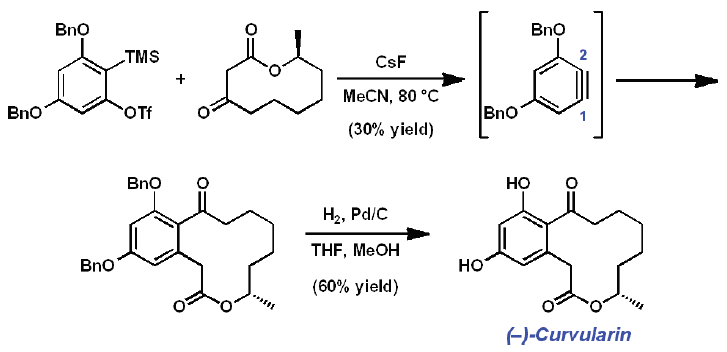 BnO
TMS
BnO
OTf
+
O
O
O
CsF
MeCN, 80 °C
(30% yield)
BnO
2
BnO
1
BnO
O
BnO
O
O
H2, Pd/C
THF, MeOH
(60% yield)
HO
O
HO
O
O
(–)-Curvularin